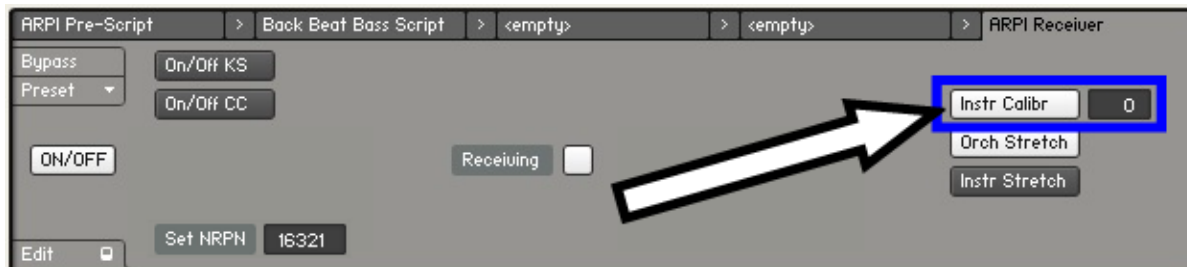 ARPI Pre-Script > Back Beat Bass Script > <empty> > <empty> > ARPI Receiver
Bypass
On/Off KS
Preset
On/Off CC
Instr Calibr 0
ON/OFF
Receiving
Orch Stretch
Instr Stretch
Set NRPN 16321
Edit